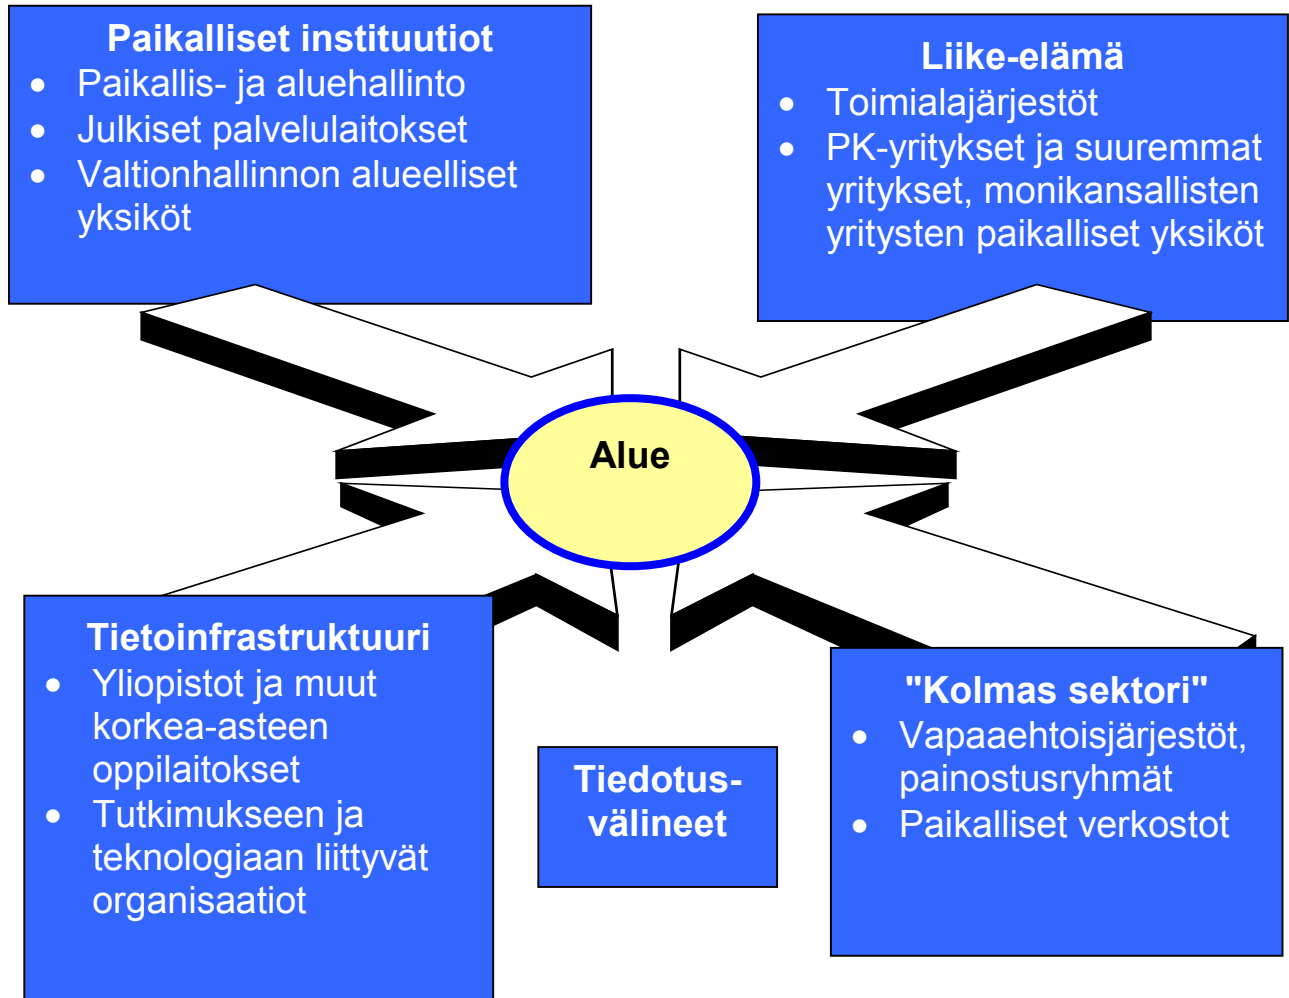 Paikalliset instituutiot
• Paikallis- ja aluehallinto
• Julkiset palvelulaitokset
• Valtionhallinnon alueelliset
yksiköt
Liike-elämä
• Toimialajärjestöt
• PK-yritykset ja suuremmat
yritykset, monikansallisten
yritysten paikalliset yksiköt
Alue
Tietoinfrastruktuuri
• Yliopistot ja muut
korkea-asteen
oppilaitokset
• Tutkimukseen ja
teknologiaan liittyvät
organisaatiot
Tiedotus-
välineet
"Kolmas sektori"
• Vapaaehtoisjärjestöt,
painostusryhmät
• Paikalliset verkostot